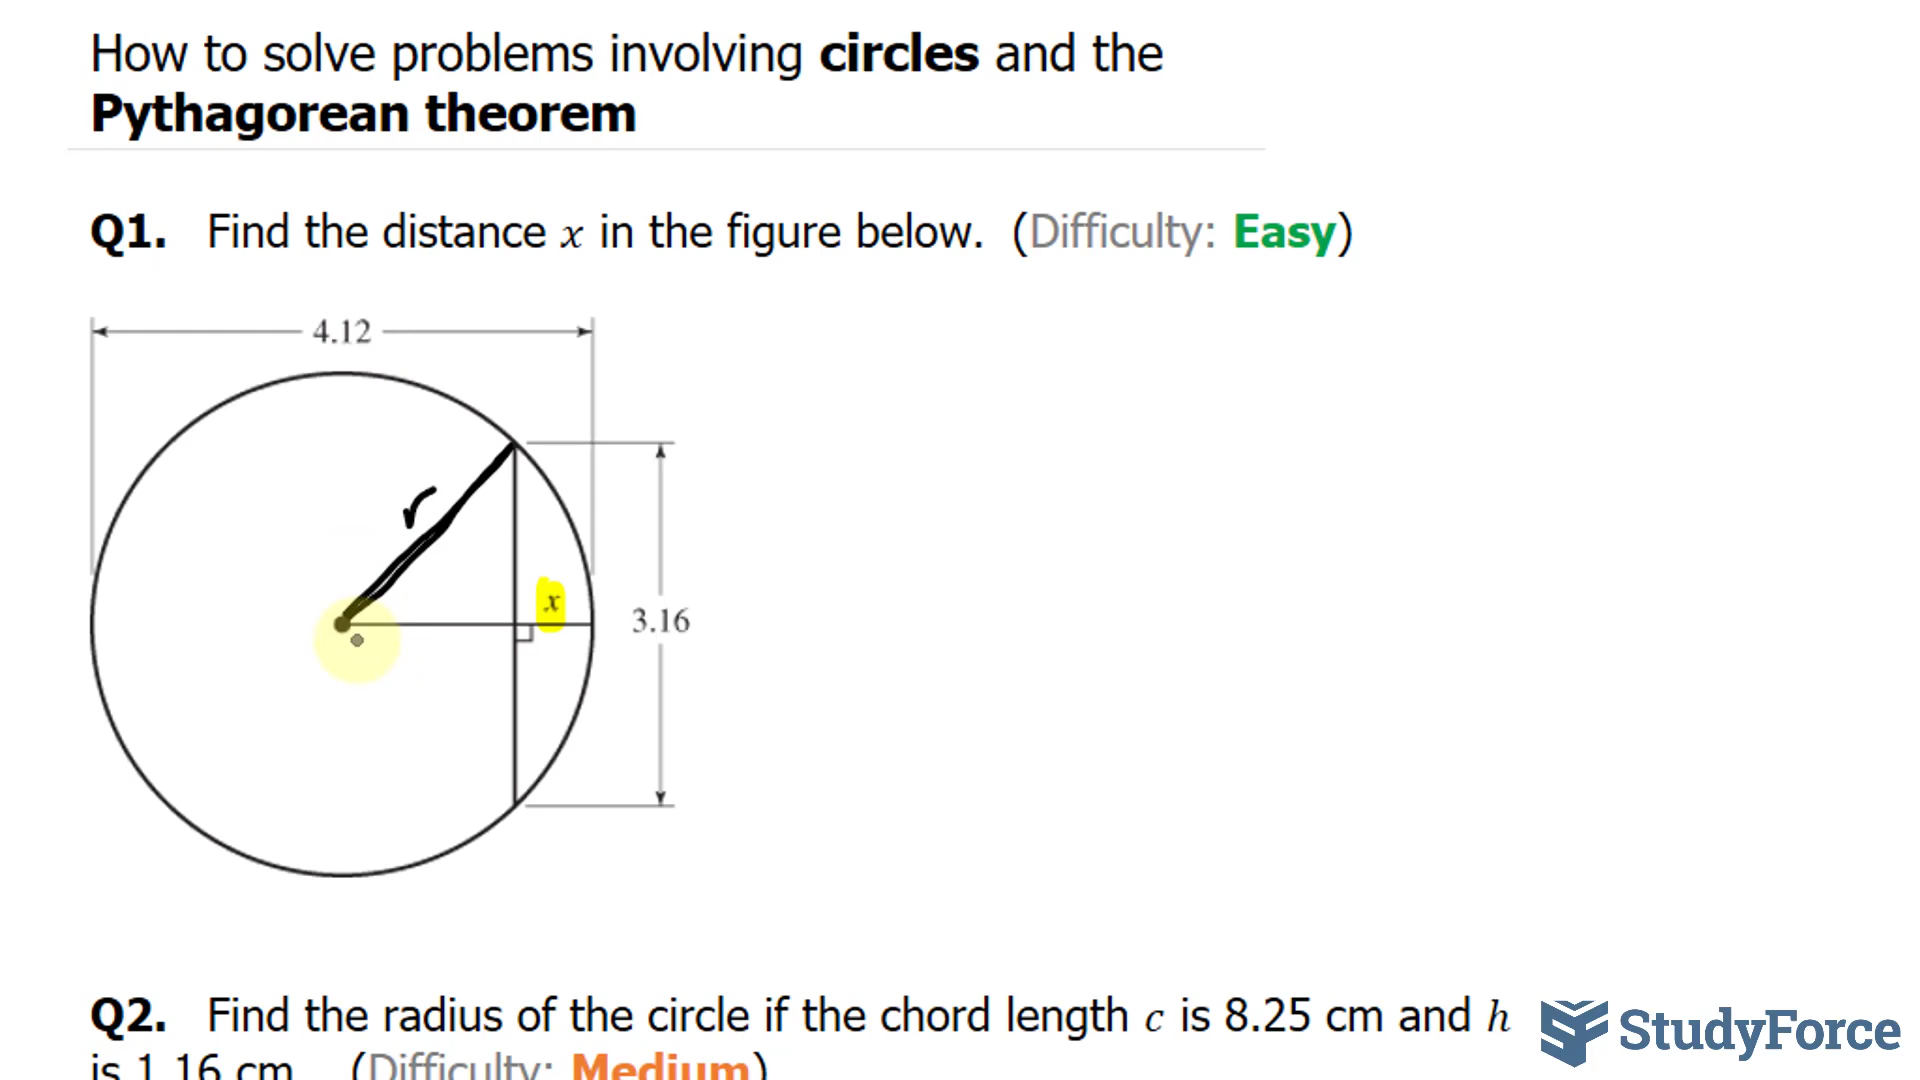 How to solve problems involving circles and the
Pythagorean theorem
Q1. Find the distance x in the figure below. (Difficulty: Easy)
4.12
r
x
3.16
Q2. Find the radius of the circle if the chord length c is 8.25 cm and h
is 1.16 cm. (Difficulty: Medium)
StudyForce